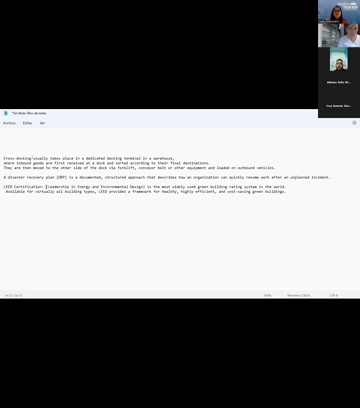 Archivo Editar Ver
Cross-docking usually takes place in a dedicated docking terminal in a warehouse,
where inbound goods are first received at a dock and sorted according to their final destinations.
They are then moved to the other side of the dock via forklift, conveyor belt or other equipment and loaded on outbound vehicles.
A disaster recovery plan (DRP) is a documented, structured approach that describes how an organization can quickly resume work after an unplanned incident.
LEED Certification: (Leadership in Energy and Environmental Design) is the most widely used green building rating system in the world.
Available for virtually all building types, LEED provides a framework for healthy, highly efficient, and cost-saving green buildings.
100%
UTF-8